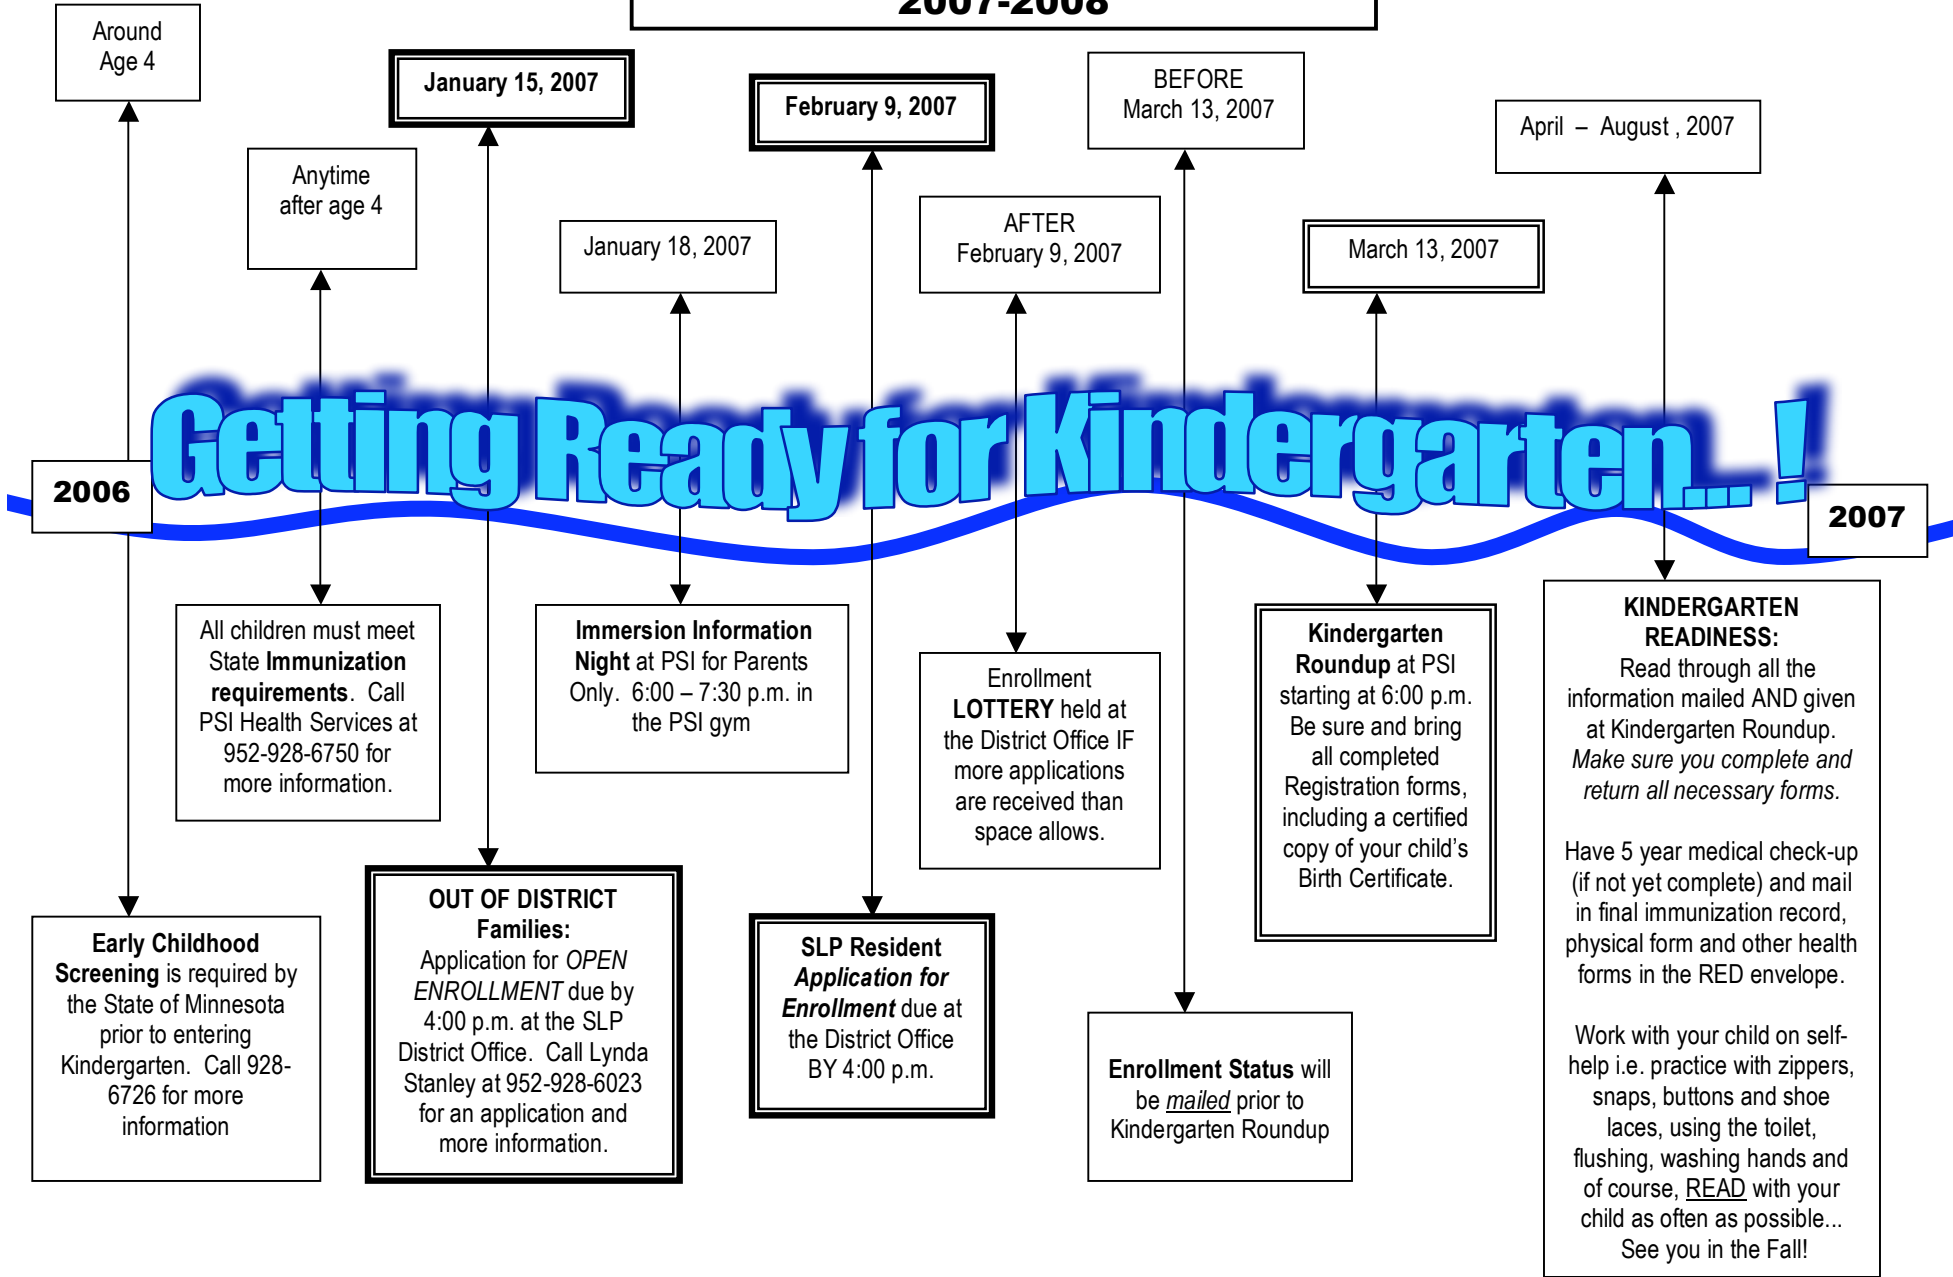 2007-2008
Around
Age 4
January 15, 2007
February 9, 2007
BEFORE
March 13, 2007
April – August , 2007
Anytime
after age 4
January 18, 2007
AFTER
February 9, 2007
March 13, 2007
Getting Ready for Kindergarten...!
2006
2007
All children must meet
State Immunization
requirements. Call
PSI Health Services at
952-928-6750 for
more information.
Immersion Information
Night at PSI for Parents
Only. 6:00 – 7:30 p.m. in
the PSI gym
Enrollment
LOTTERY held at
the District Office IF
more applications
are received than
space allows.
Kindergarten
Roundup at PSI
starting at 6:00 p.m.
Be sure and bring
all completed
Registration forms,
including a certified
copy of your child’s
Birth Certificate.
KINDERGARTEN
READINESS:
Read through all the
information mailed AND given
at Kindergarten Roundup.
Make sure you complete and
return all necessary forms.
Have 5 year medical check-up
(if not yet complete) and mail
in final immunization record,
physical form and other health
forms in the RED envelope.
Work with your child on self-
help i.e. practice with zippers,
snaps, buttons and shoe
laces, using the toilet,
flushing, washing hands and
of course, READ with your
child as often as possible...
See you in the Fall!
Early Childhood
Screening is required by
the State of Minnesota
prior to entering
Kindergarten. Call 928-
6726 for more
information
OUT OF DISTRICT
Families:
Application for OPEN
ENROLLMENT due by
4:00 p.m. at the SLP
District Office. Call Lynda
Stanley at 952-928-6023
for an application and
more information.
SLP Resident
Application for
Enrollment due at
the District Office
BY 4:00 p.m.
Enrollment Status will
be mailed prior to
Kindergarten Roundup